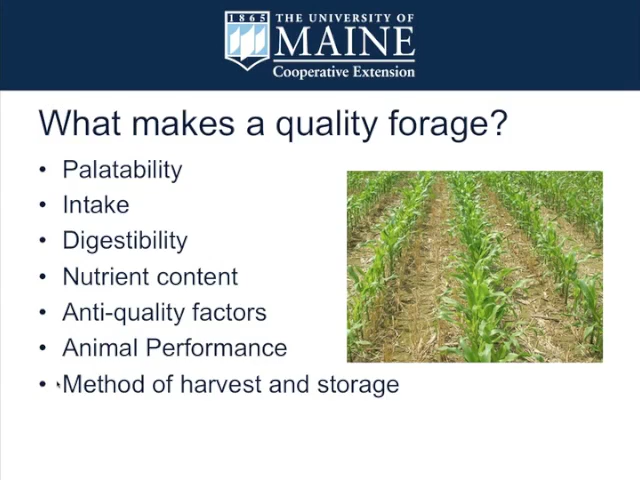 1865
THE UNIVERSITY OF
MAINE
Cooperative Extension
What makes a quality forage?
• Palatability
• Intake
• Digestibility
• Nutrient content
• Anti-quality factors
• Animal Performance
• Method of harvest and storage